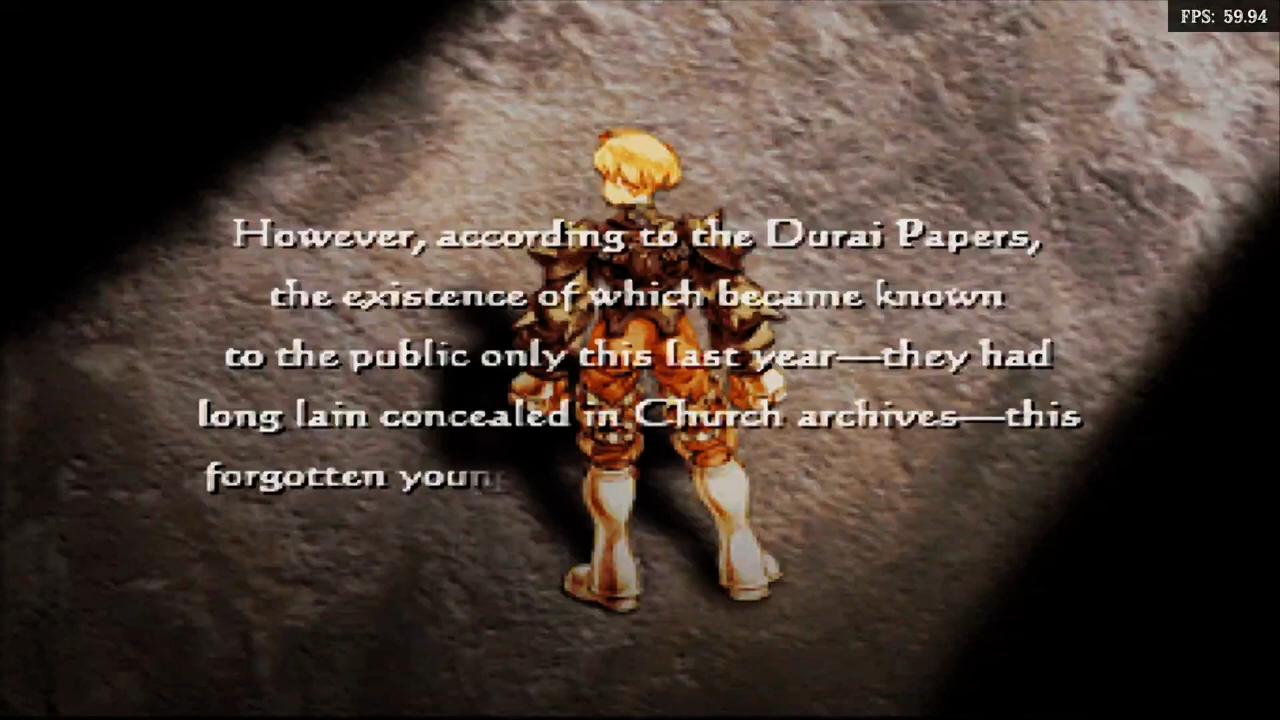 FPS: 59.94
However, according to the Durai Papers,
the existence of which became known
to the public only this last year—they had
long lain concealed in Church archives—this
forgotten young